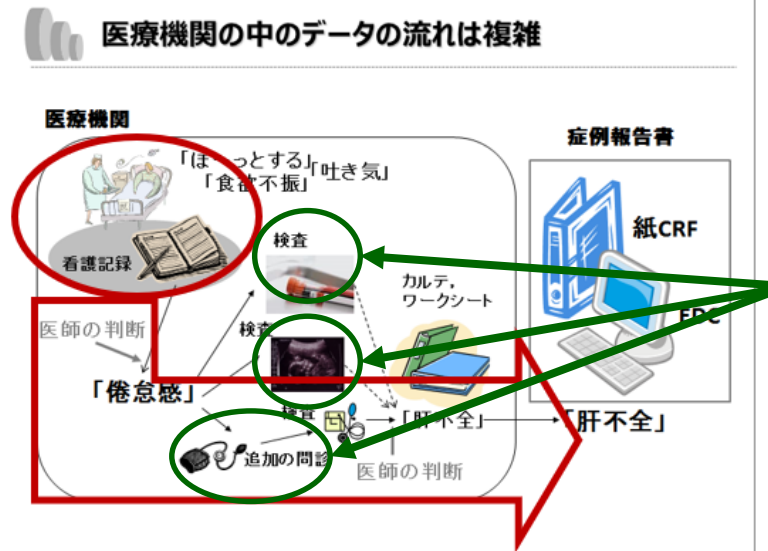 医療機関の中のデータの流れは複雑
医療機関
症例報告書
「ぼーっとする」「吐き気」
「食欲不振」
看護記録
検査
紙CRF
カルテ,
ワークシート
EDC
医師の判断
検査
「倦怠感」
検査
「肝不全」
「肝不全」
追加の問診
医師の判断